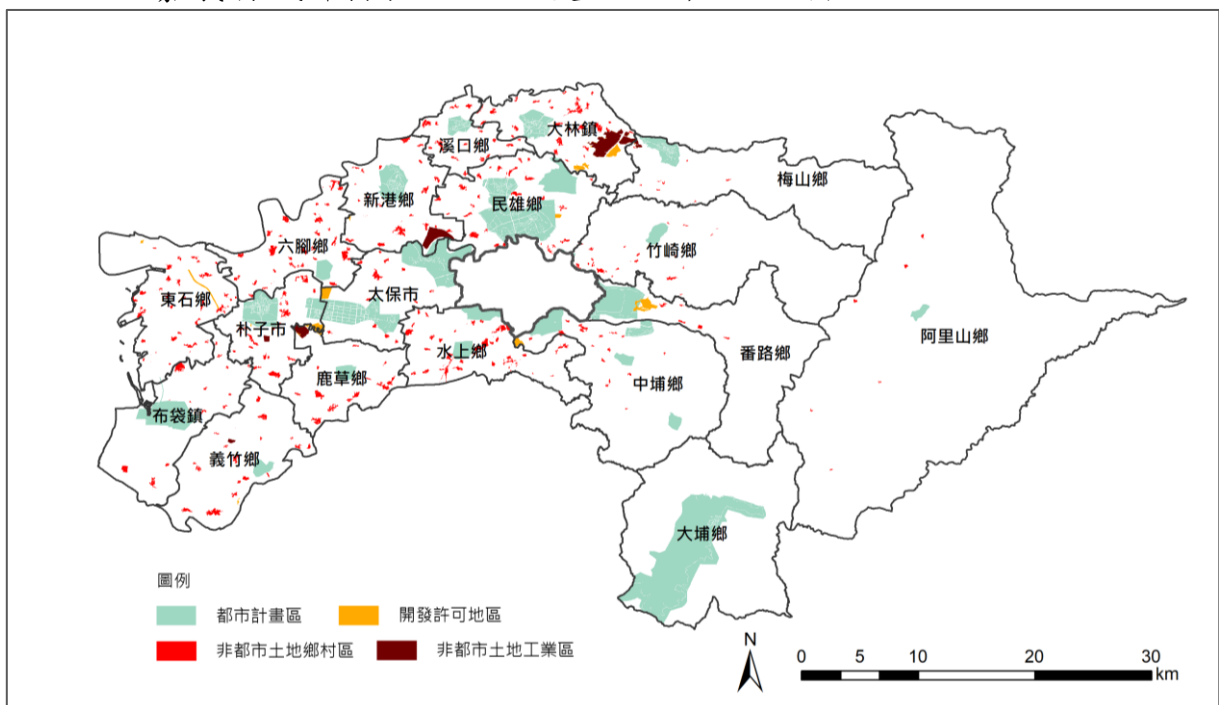 大林鎮
溪口鄉
梅山鄉
新港鄉
民雄鄉
六腳鄉
竹崎鄉
東石鄉
太保市
朴子市
阿里山鄉
水上鄉
番路鄉
鹿草鄉
中埔鄉
布袋鎮
義竹鄉
大埔鄉
圖例
都市計畫區 開發許可地區
非都市土地鄉村區 非都市土地工業區
N
0 5 10 20 30
km